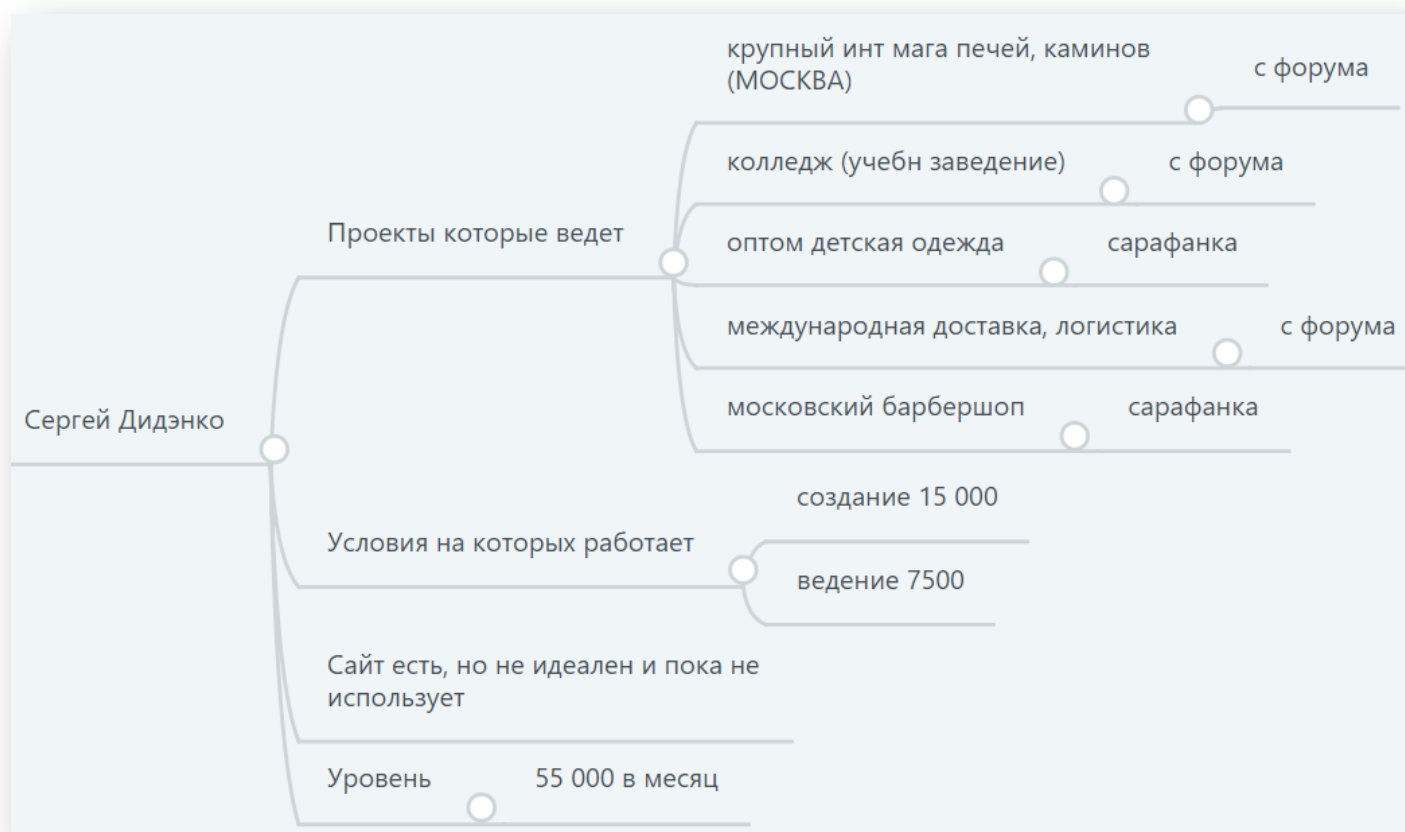 крупный инт мага печей, каминов
(МОСКВА)
с форума
колледж (учебн заведение)
с форума
Проекты которые ведет
оптом детская одежда
сарафанка
международная доставка, логистика
с форума
московский барбершоп
сарафанка
Сергей Дидэнко
создание 15 000
Условия на которых работает
ведение 7500
Сайт есть, но не идеален и пока не
использует
Уровень
55 000 в месяц